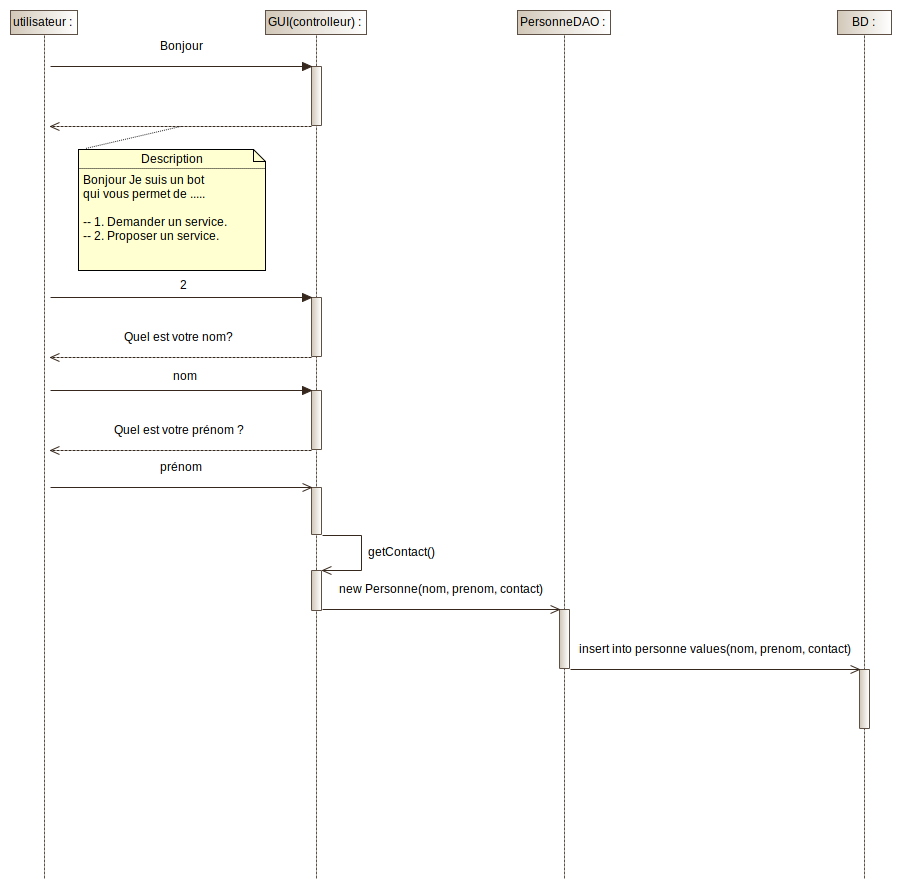 utilisateur :
GUI(controlleur) :
PersonneDAO :
BD :
Bonjour
Description
Bonjour Je suis un bot
qui vous permet de .....
-- 1. Demander un service.
-- 2. Proposer un service.
2
Quel est votre nom?
nom
Quel est votre prénom ?
prénom
getContact()
new Personne(nom, prenom, contact)
insert into personne values(nom, prenom, contact)